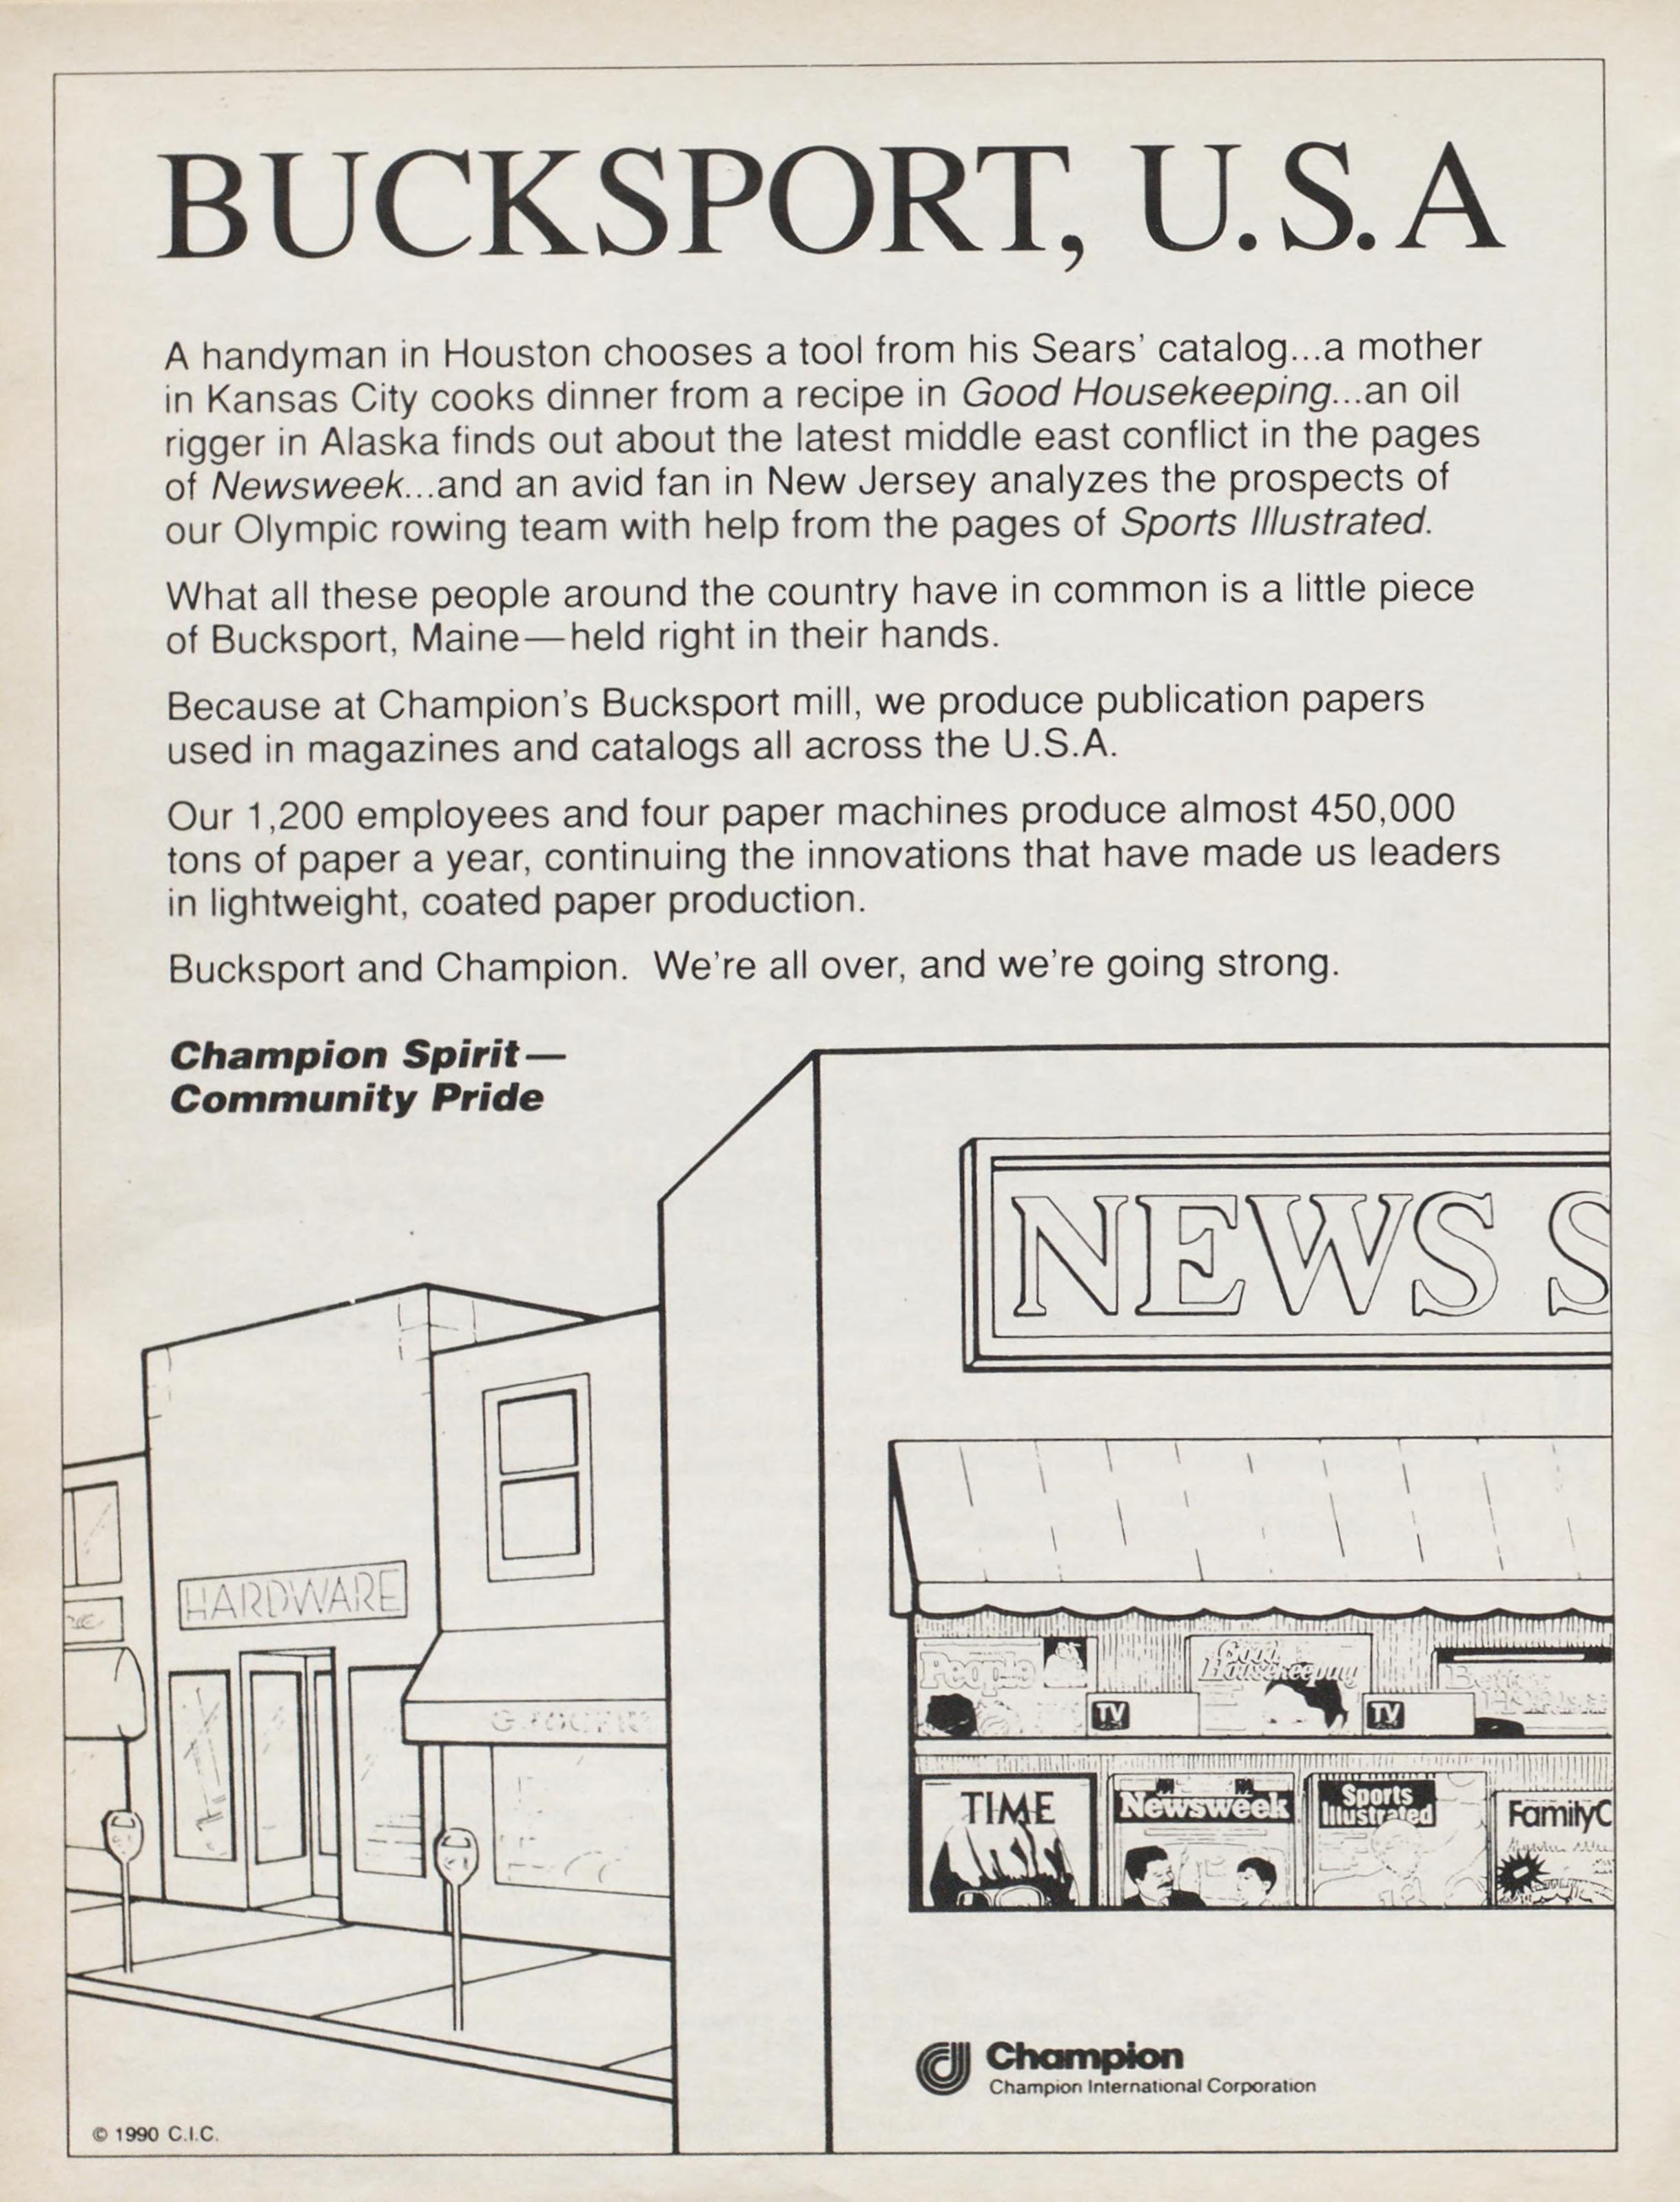 BUCKSPORT, U.S.A
A handyman in Houston chooses a tool from his Sears' catalog...a mother
in Kansas City cooks dinner from a recipe in Good Housekeeping...an oil
rigger in Alaska finds out about the latest middle east conflict in the pages
of Newsweek...and an avid fan in New Jersey analyzes the prospects of
our Olympic rowing team with help from the pages of Sports Illustrated.
What all these people around the country have in common is a little piece
of Bucksport, Maine—held right in their hands.
Because at Champion's Bucksport mill, we produce publication papers
used in magazines and catalogs all across the U.S.A.
Our 1,200 employees and four paper machines produce almost 450,000
tons of paper a year, continuing the innovations that have made us leaders
in lightweight, coated paper production.
Bucksport and Champion. We're all over, and we're going strong.
Champion Spirit—
Community Pride
NEWS S
HARDWARE
People
Good
Housekeeping
TV
TV
TIME
Newsweek
Sports
Illustrated
FamilyC
Champion
Champion International Corporation
© 1990 C.I.C.